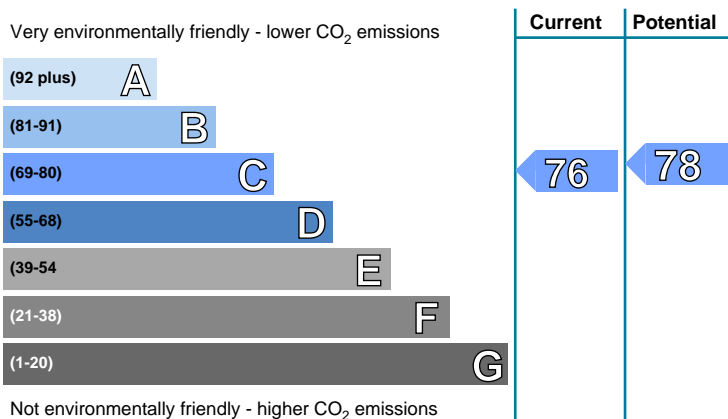 Very environmentally friendly - lower CO2 emissions
Current
Potential
(92 plus) A
(81-91) B
(69-80) C
76
78
(55-68) D
(39-54 E
(21-38) F
(1-20) G
Not environmentally friendly - higher CO2 emissions